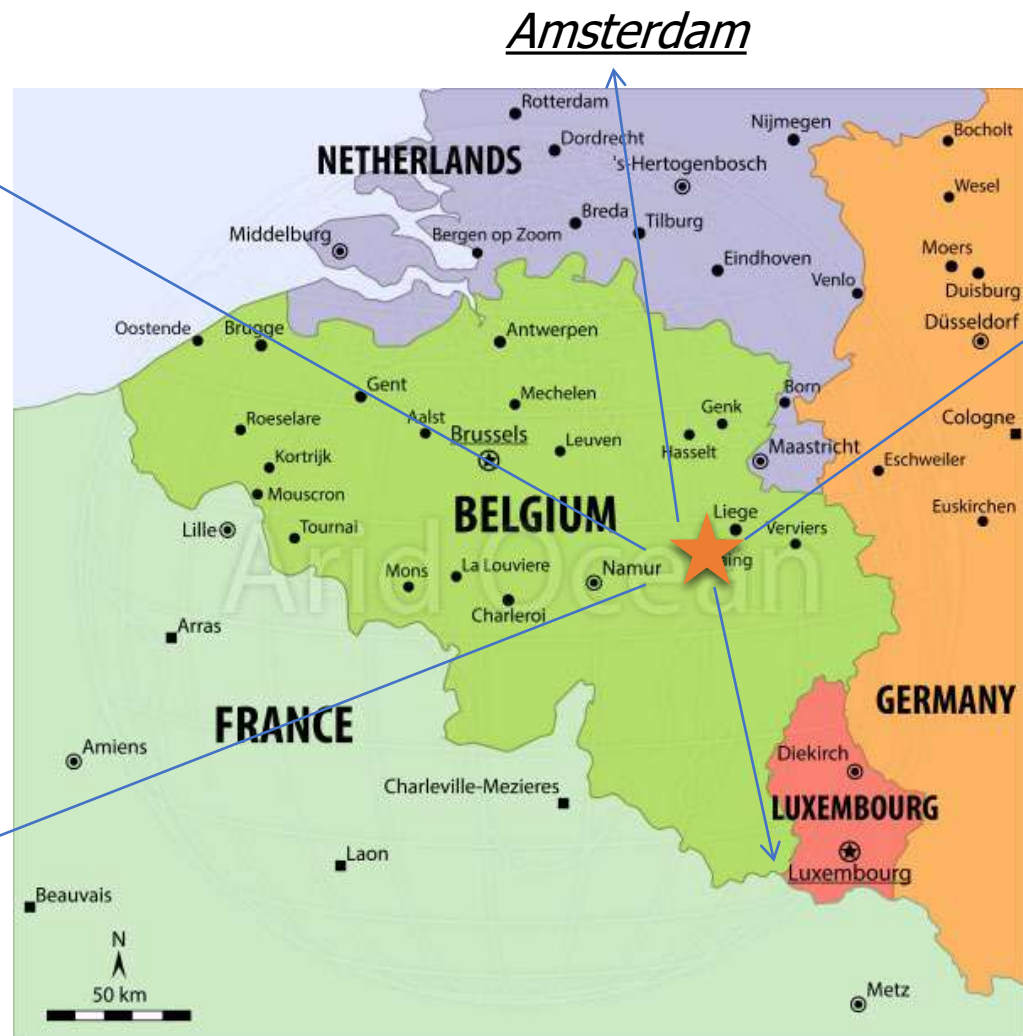 Amsterdam
Rotterdam
Nijmegen
Bocholt
Dordrecht
NETHERLANDS
's-Hertogenbosch
Wesel
Breda
Tilburg
Middelburg
Bergen op Zoom
Moers
Eindhoven
Venlo
Duisburg
Oostende
Brugge
Antwerpen
Düsseldorf
Gent
Mechelen
Born
Roeselare
Aalst
Genk
Cologne
Brussels
Leuven
Hasselt
Maastricht
Kortrijk
Eschweiler
Mouscron
BELGIUM
Liege
Euskirchen
Lille
Tournai
Verviers
Arid Ocean
Mons
La Louviere
Namur
Charleroi
Arras
FRANCE
GERMANY
Amiens
Diekirch
Charleville-Mezieres
LUXEMBOURG
Laon
Luxembourg
Beauvais
N
50 km
Metz